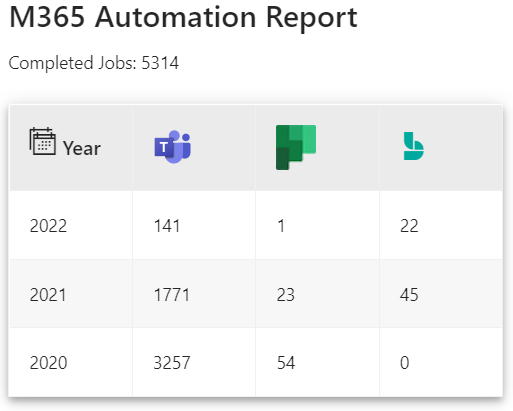 M365 Automation Report
Completed Jobs: 5314
Year T
2022 141 1 22
2021 1771 23 45
2020 3257 54 0